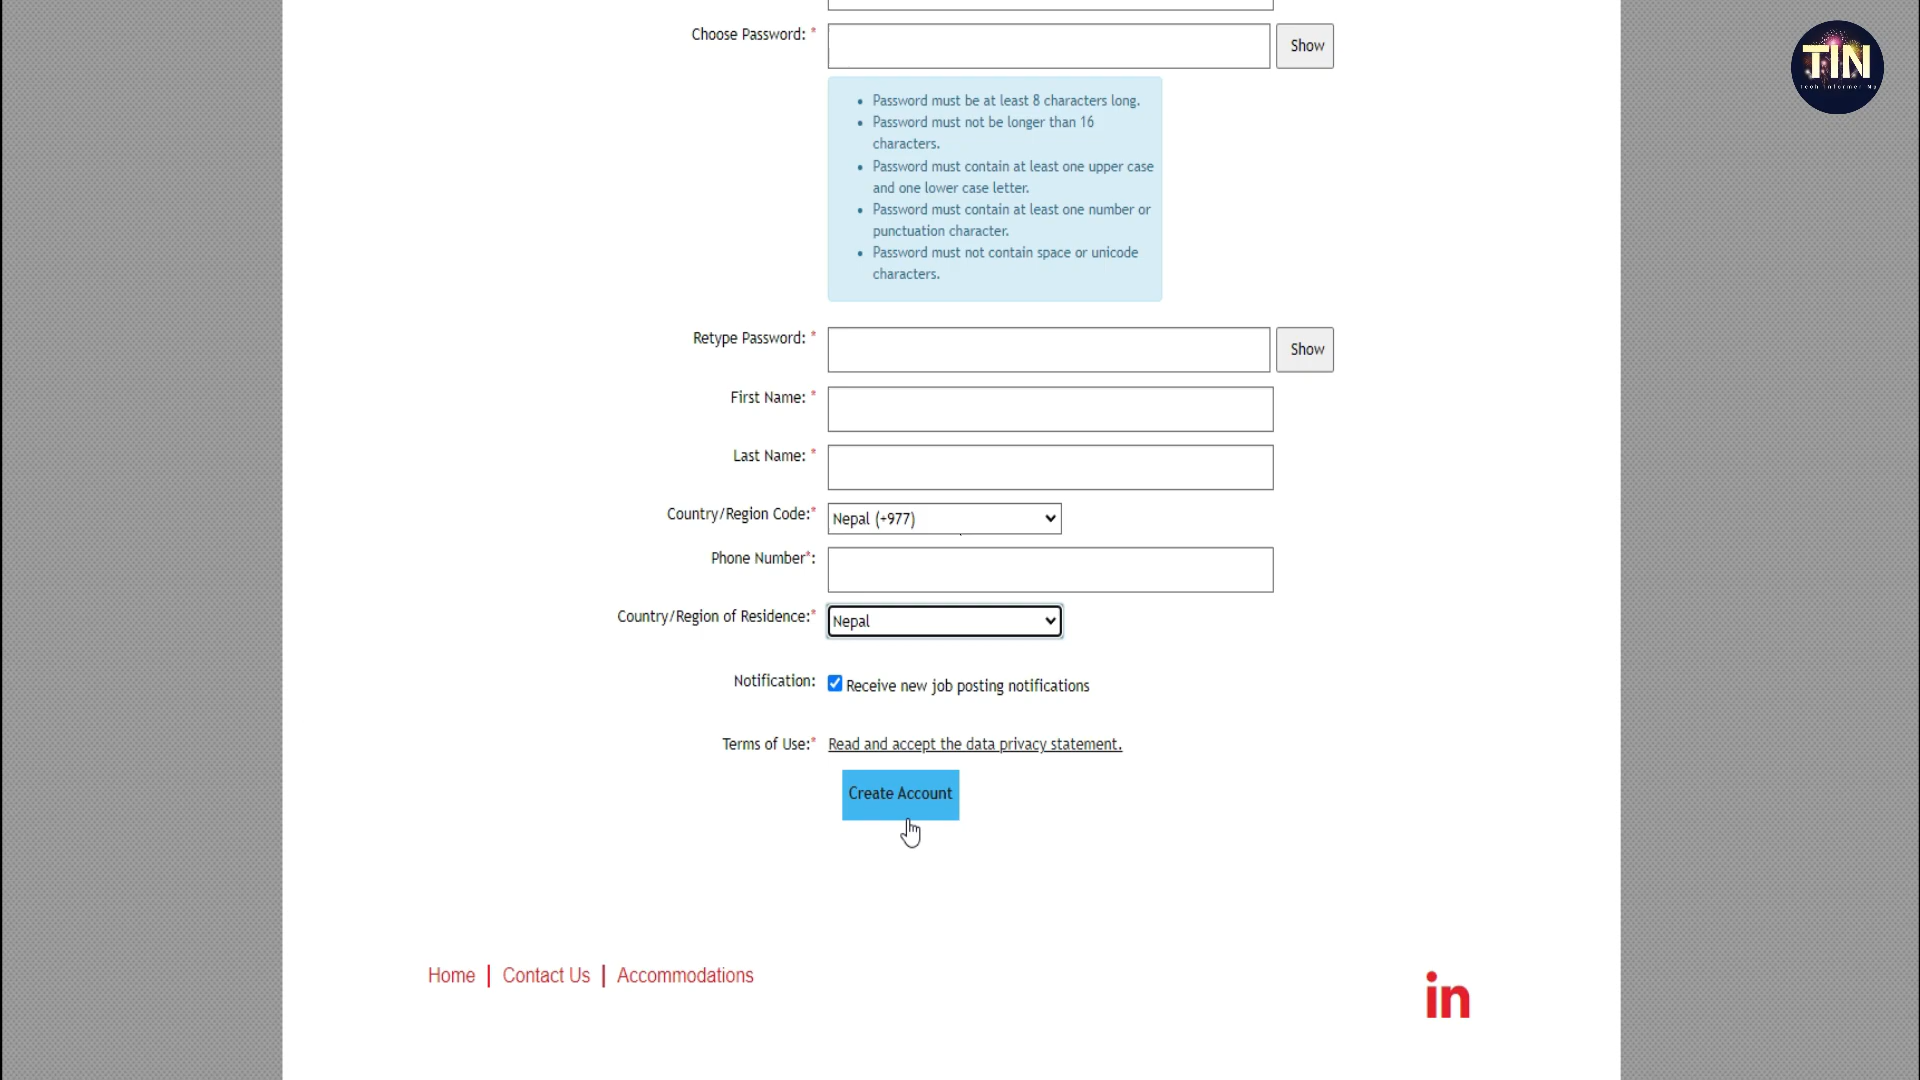 Choose Password: *
Show
TIN
Tech Informer Np
• Password must be at least 8 characters long.
• Password must not be longer than 16
characters.
• Password must contain at least one upper case
and one lower case letter.
• Password must contain at least one number or
punctuation character.
• Password must not contain space or unicode
characters.
Retype Password: *
Show
First Name: *
Last Name: *
Country/Region Code:*
Nepal (+977)
Phone Number*:
Country/Region of Residence:*
Nepal
Notification:
Receive new job posting notifications
Terms of Use:*
Read and accept the data privacy statement.
Create Account
Home | Contact Us | Accommodations
in